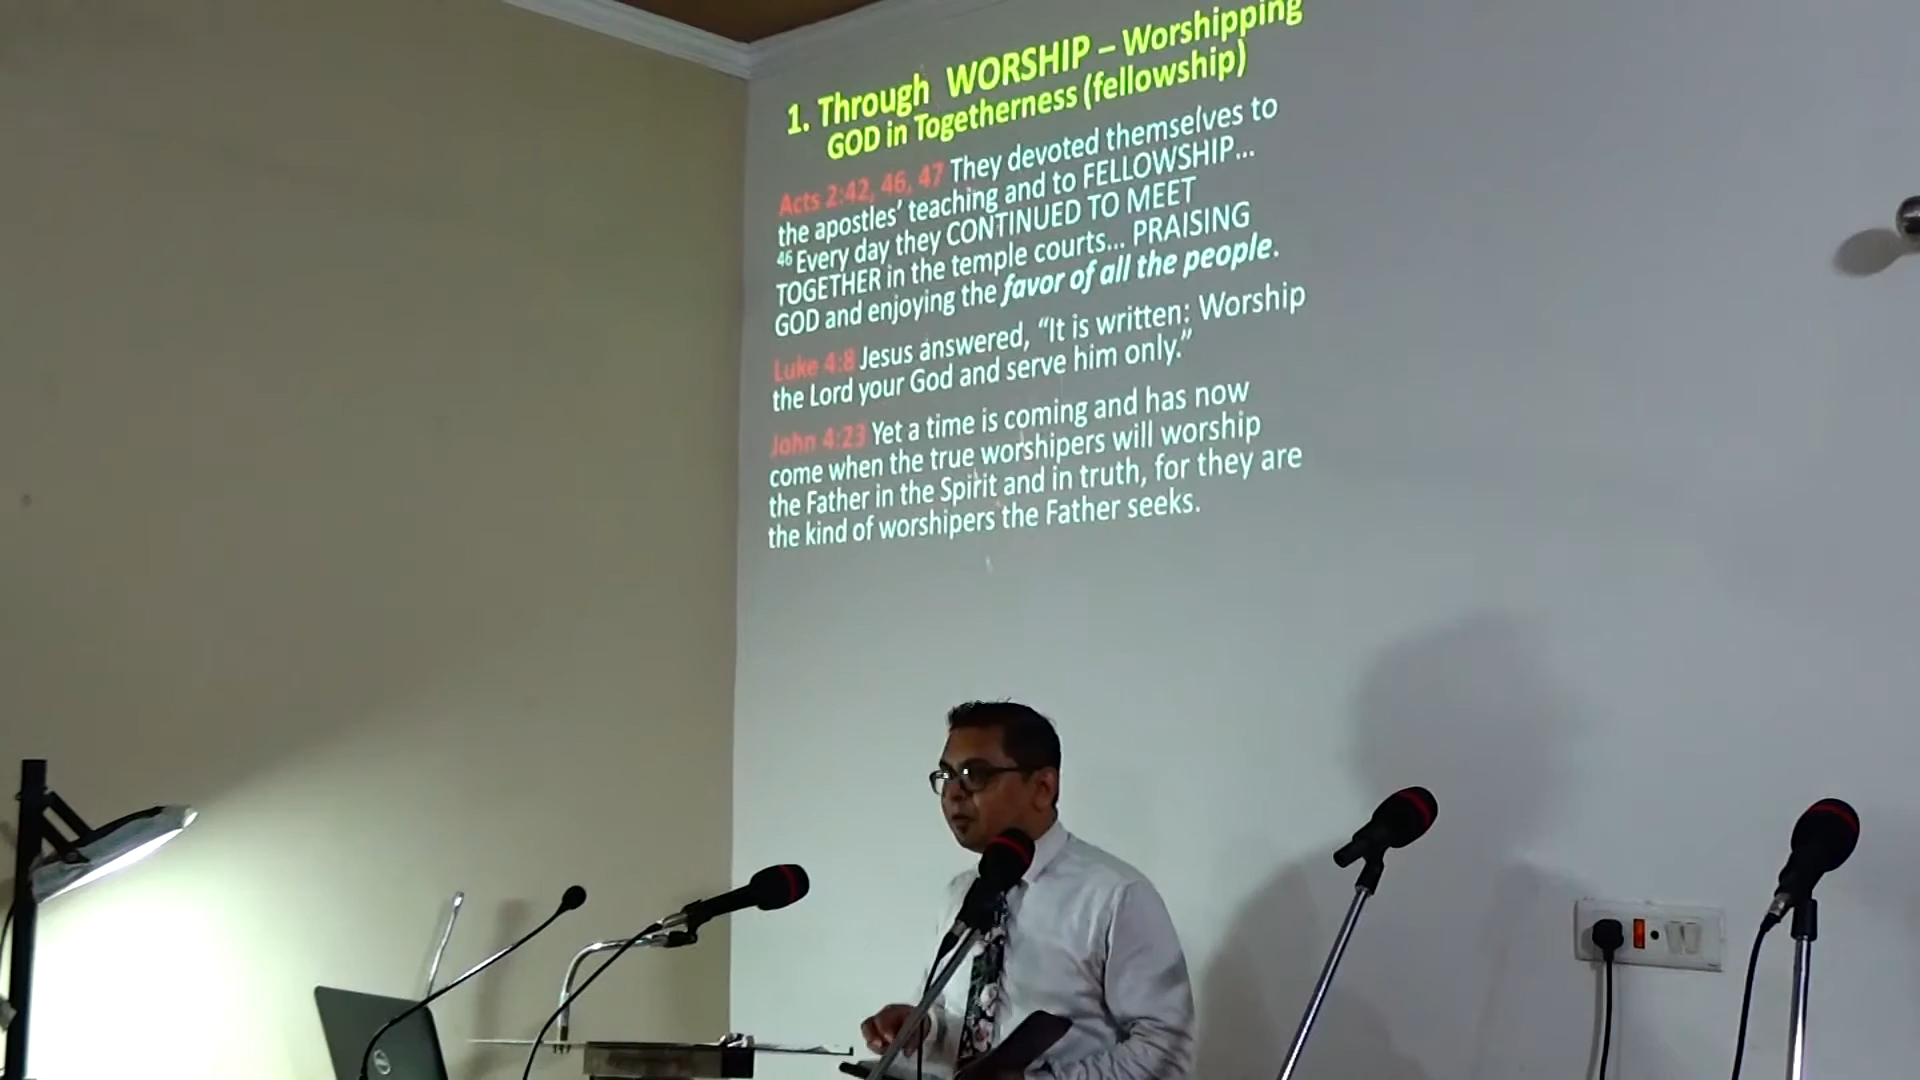 1. Through WORSHIP – Worshipping
GOD in Togetherness (fellowship)
Acts 2:42, 46, 47 They devoted themselves to
the apostles’ teaching and to FELLOWSHIP...
46 Every day they CONTINUED TO MEET
TOGETHER in the temple courts... PRAISING
GOD and enjoying the favor of all the people.
Luke 4:8 Jesus answered, “It is written: Worship
the Lord your God and serve him only.”
John 4:23 Yet a time is coming and has now
come when the true worshipers will worship
the Father in the Spirit and in truth, for they are
the kind of worshipers the Father seeks.